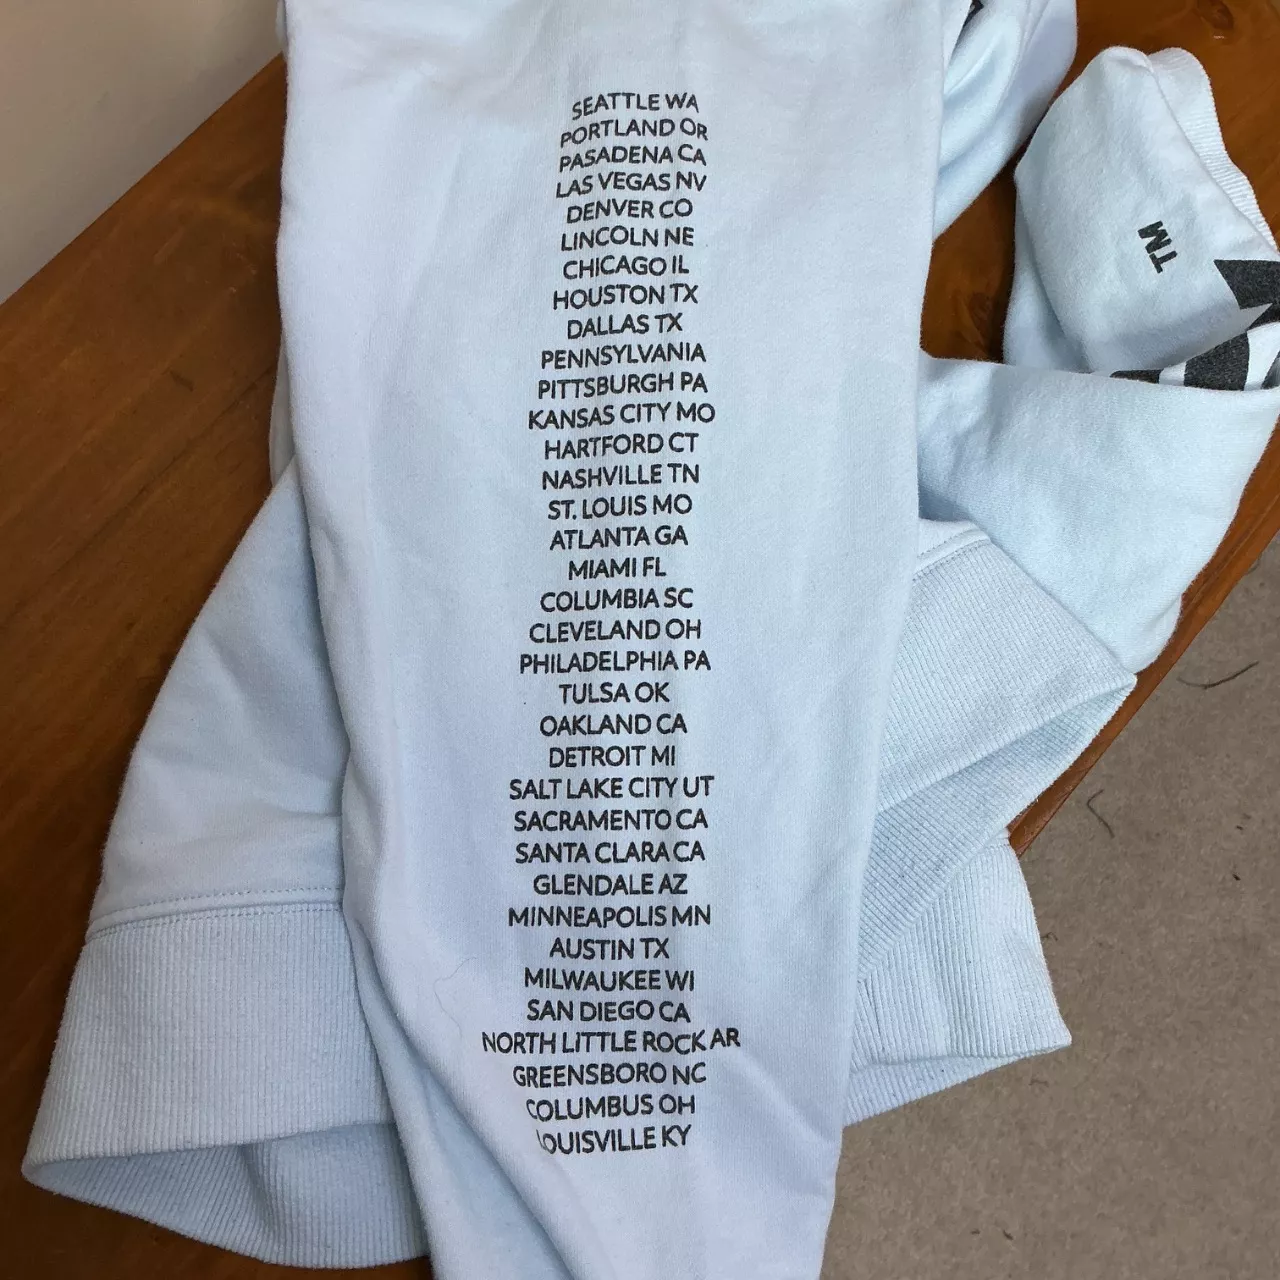 SEATTLE WA
PORTLAND OR
PASADENA CA
LAS VEGAS NV
DENVER CO
LINCOLN NE
CHICAGO IL
HOUSTON TX
DALLAS TX
PENNSYLVANIA
PITTSBURGH PA
KANSAS CITY MO
HARTFORD CT
NASHVILLE TN
ST. LOUIS MO
ATLANTA GA
MIAMI FL
COLUMBIA SC
CLEVELAND OH
PHILADELPHIA PA
TULSA OK
OAKLAND CA
DETROIT MI
SALT LAKE CITY UT
SACRAMENTO CA
SANTA CLARA CA
GLENDALE AZ
MINNEAPOLIS MN
AUSTIN TX
MILWAUKEE WI
SAN DIEGO CA
NORTH LITTLE ROCK AR
GREENSBORO NC
COLUMBUS OH
LOUISVILLE KY
TM